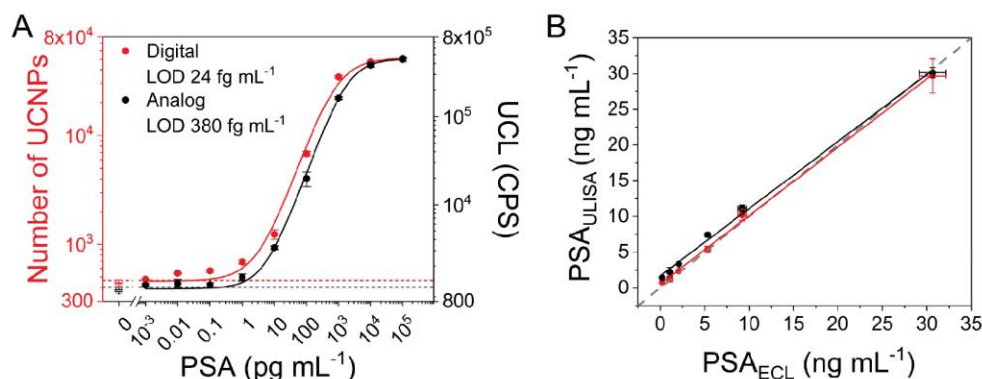 A
Number of UCNPs
8x10⁴
10⁴
10³
300
Digital
LOD 24 fg mL⁻¹
Analog
LOD 380 fg mL⁻¹
8x10⁵
10⁵
10⁴
800
UCL (CPS)
0 10⁻³ 0.01 0.1 1 10 100 10³ 10⁴ 10⁵
PSA (pg mL⁻¹)
B
PSA_ULISA (ng mL⁻¹)
35
30
25
20
15
10
5
0
0 5 10 15 20 25 30 35
PSA_ECL (ng mL⁻¹)